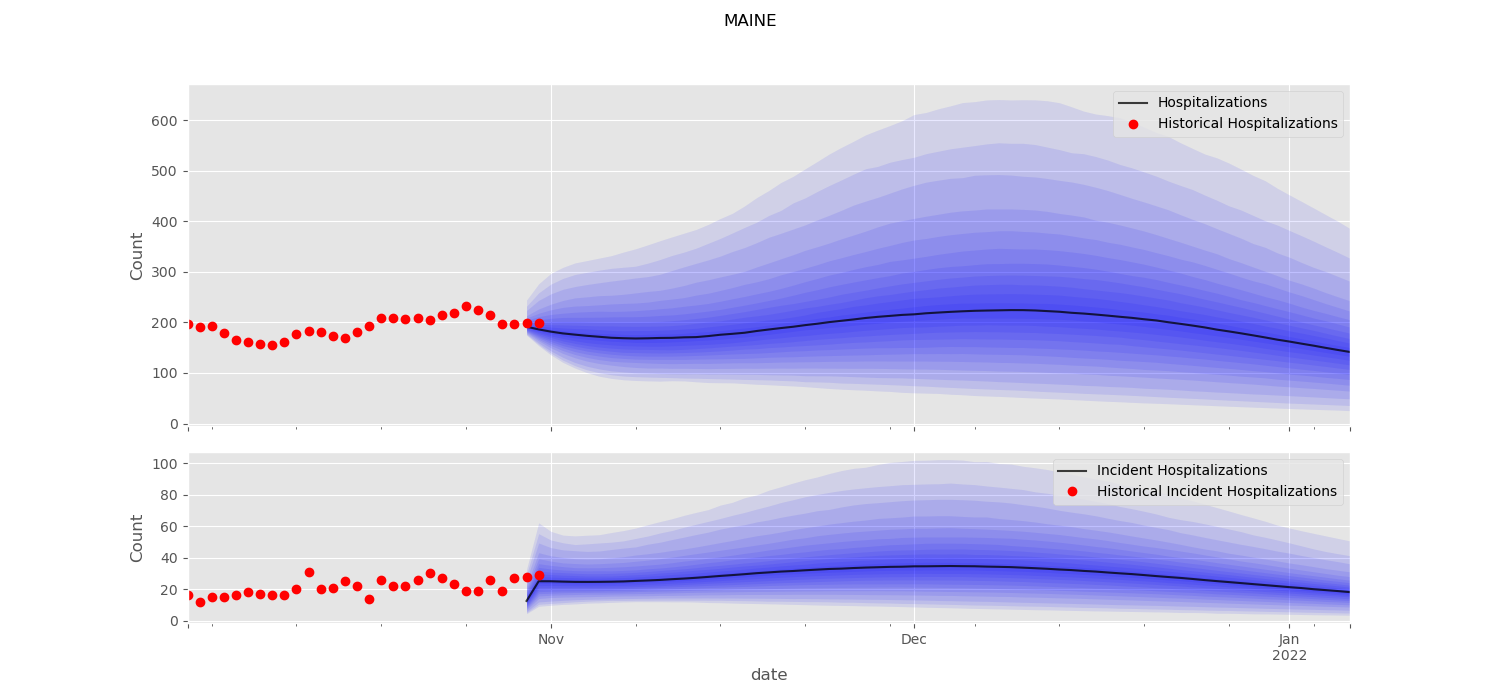 MAINE
Count
600
500
400
300
200
100
0
Hospitalizations
Historical Hospitalizations
Count
100
80
60
40
20
0
Incident Hospitalizations
Historical Incident Hospitalizations
Nov
Dec
Jan
2022
date